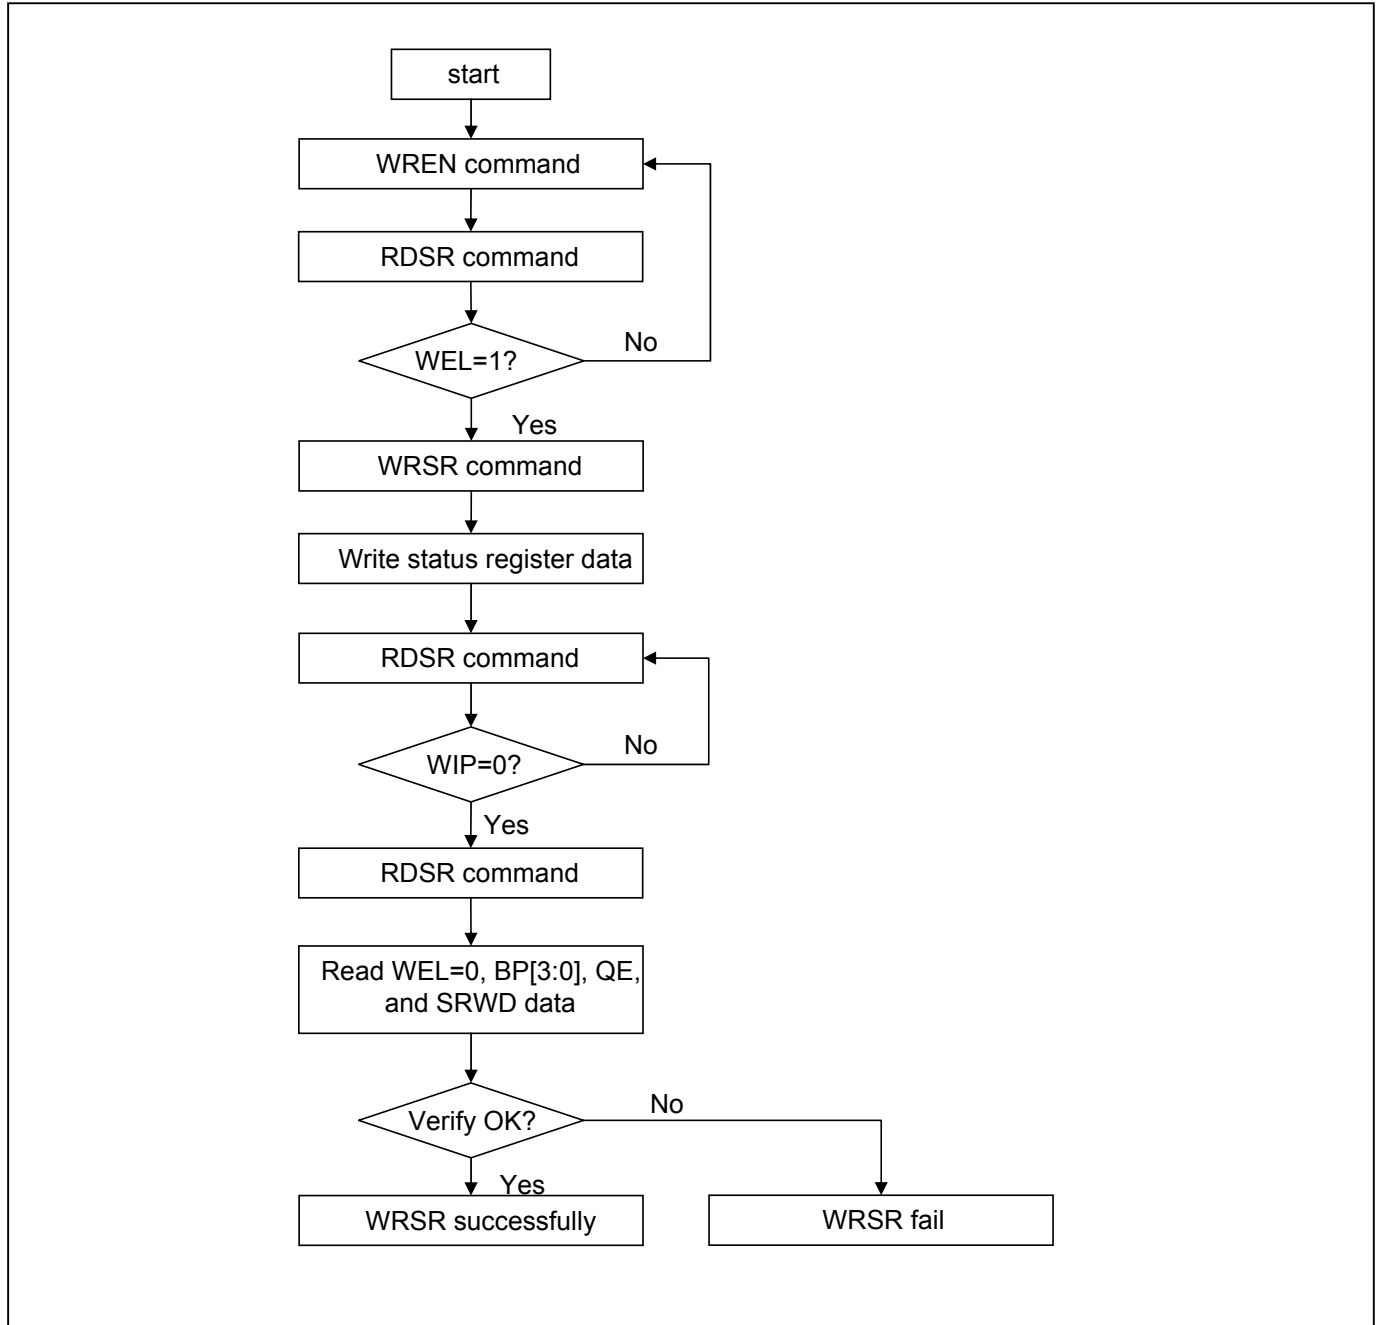 start
WREN command
RDSR command
WEL=1?
No
Yes
WRSR command
Write status register data
RDSR command
WIP=0?
No
Yes
RDSR command
Read WEL=0, BP[3:0], QE,
and SRWD data
Verify OK?
No
Yes
WRSR successfully
WRSR fail